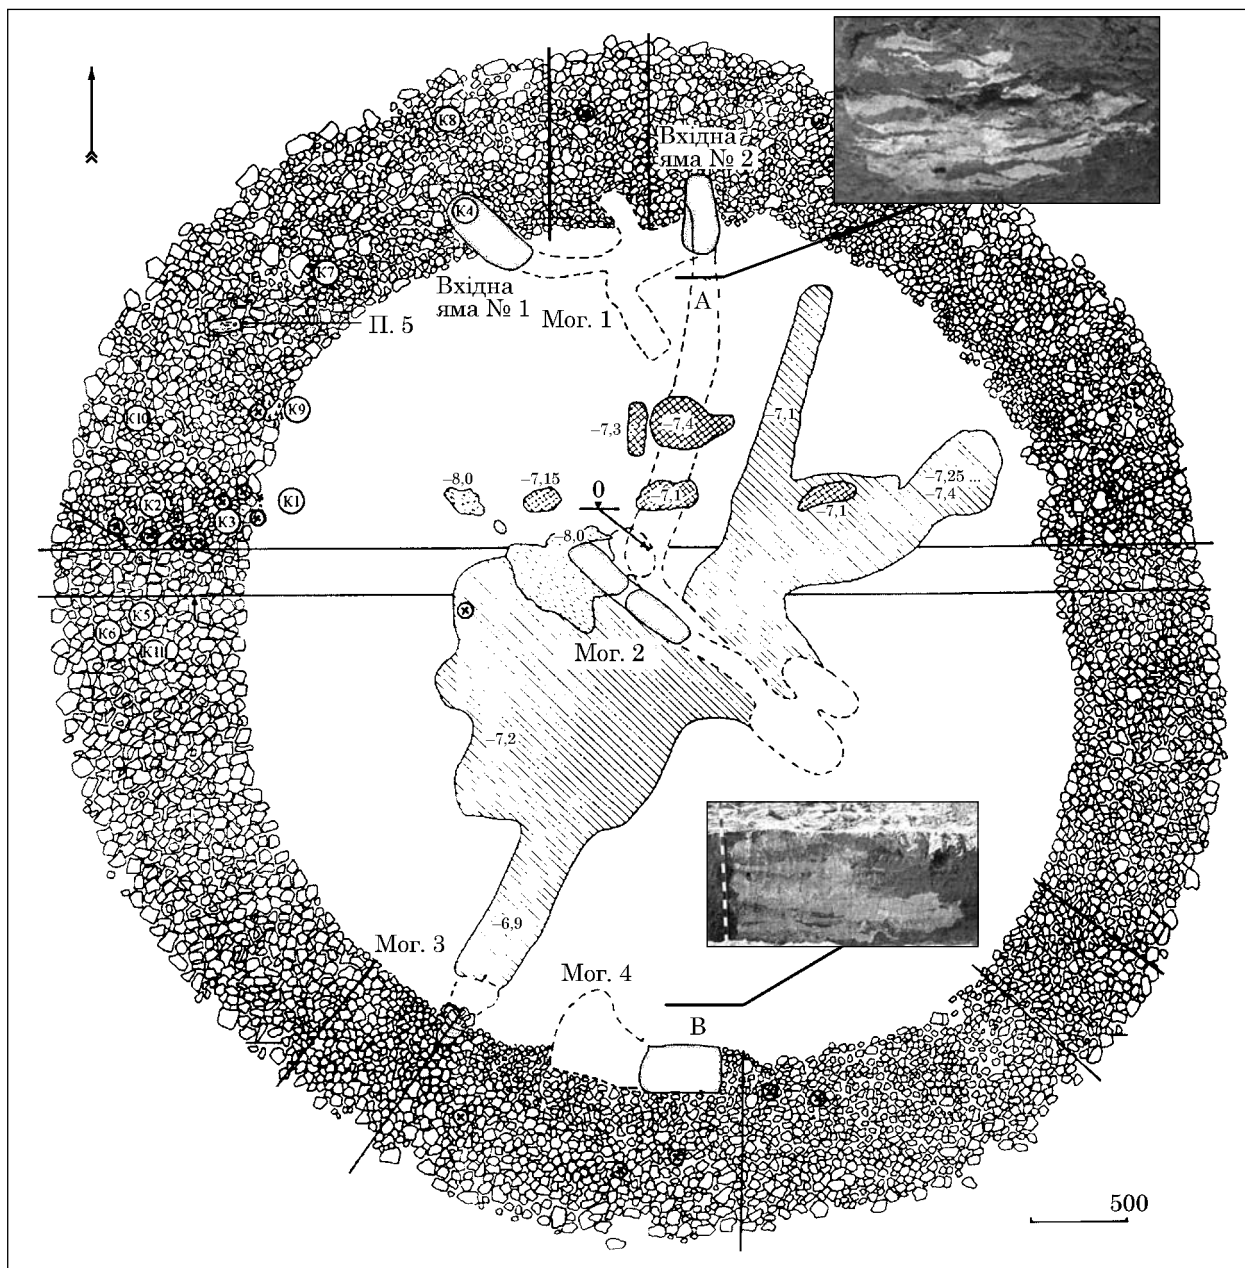 К8
Вхідна
яма № 2
К4
К7
Вхідна
яма № 1
Мог. 1
А
П. 5
К9
К10
–7,3
–7,4
–7,1
–8,0
–7,15
0
–7,1
–7,1
–7,25 ...
–7,4
К2
К3
К1
–8,0
К5
К6
К11
Мог. 2
–7,2
–6,9
Мог. 3
Мог. 4
В
500